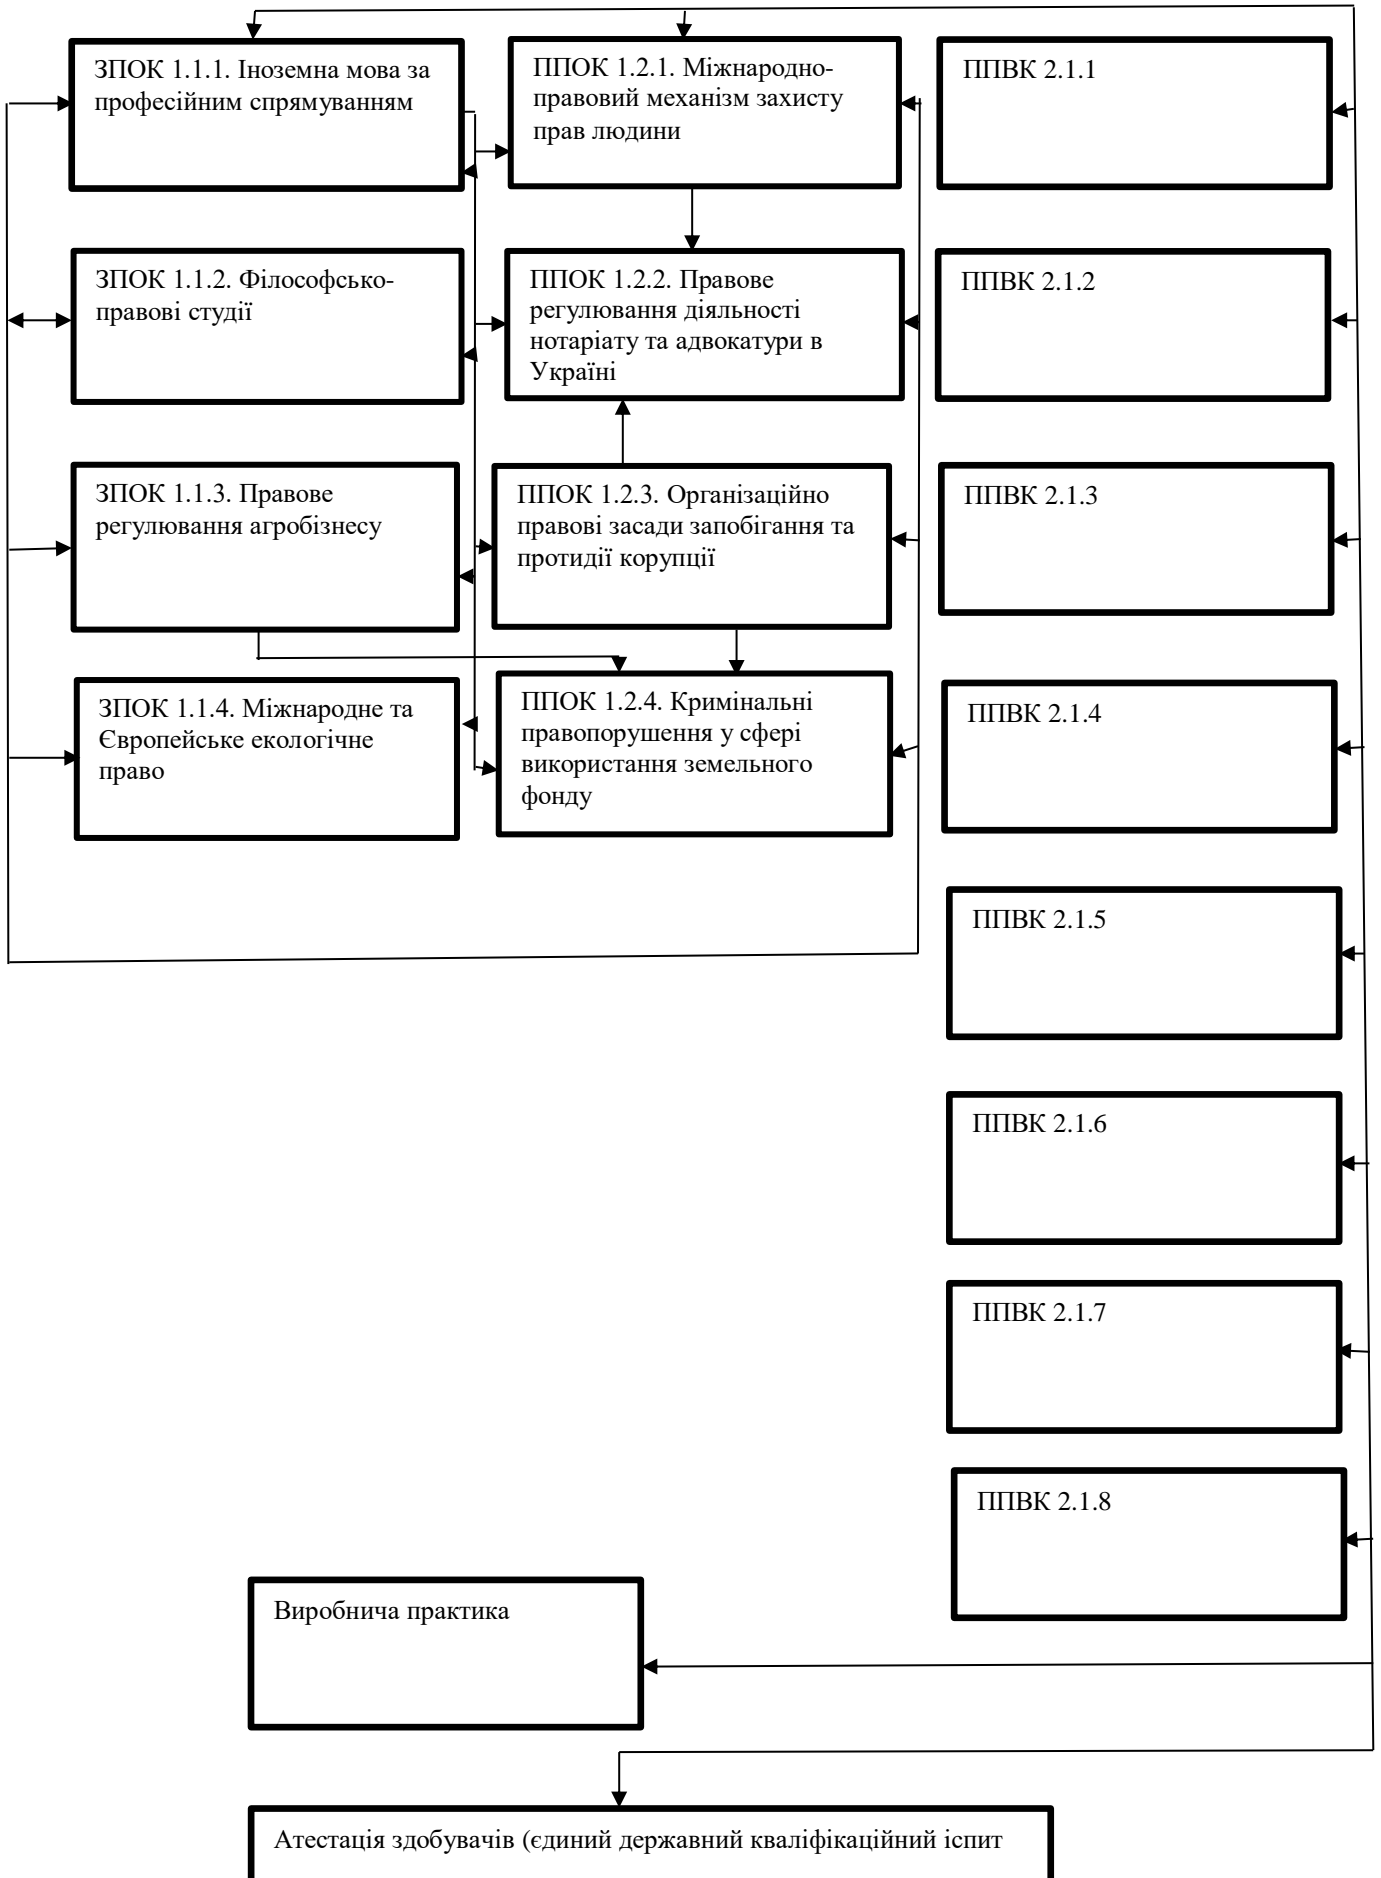 ЗПОК 1.1.1. Іноземна мова за
професійним спрямуванням
ППОК 1.2.1. Міжнародно-
правовий механізм захисту
прав людини
ППВК 2.1.1
ЗПОК 1.1.2. Філософсько-
правові студії
ППОК 1.2.2. Правове
регулювання діяльності
нотаріату та адвокатури в
Україні
ППВК 2.1.2
ЗПОК 1.1.3. Правове
регулювання агробізнесу
ППОК 1.2.3. Організаційно
правові засади запобігання та
протидії корупції
ППВК 2.1.3
ЗПОК 1.1.4. Міжнародне та
Європейське екологічне
право
ППОК 1.2.4. Кримінальні
правопорушення у сфері
використання земельного
фонду
ППВК 2.1.4
ППВК 2.1.5
ППВК 2.1.6
ППВК 2.1.7
ППВК 2.1.8
Виробнича практика
Атестація здобувачів (єдиний державний кваліфікаційний іспит